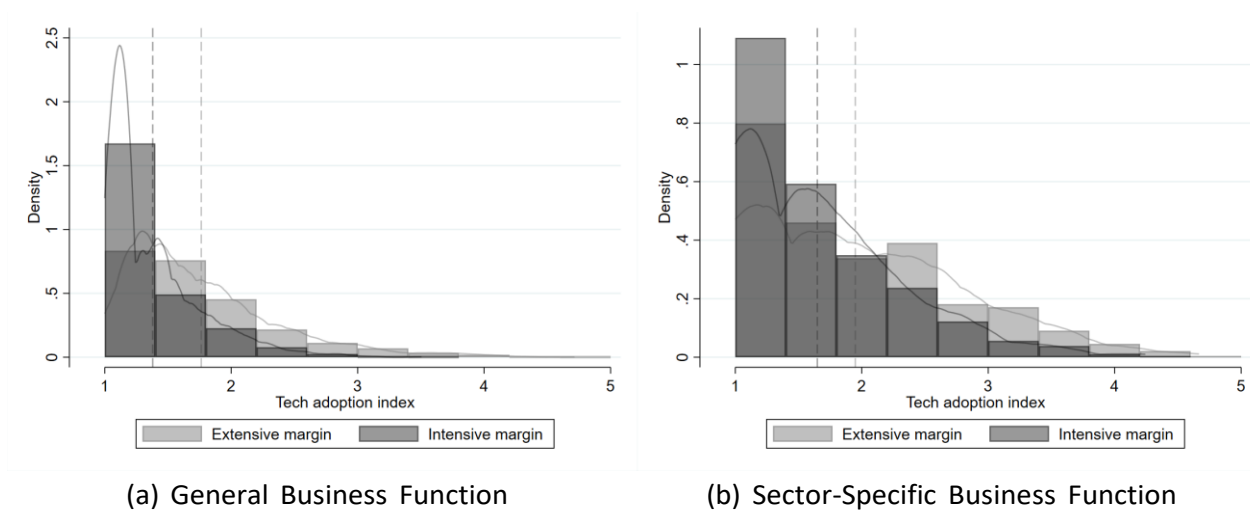 2.5
2
1.5
1
.5
0
Density
1
2
3
4
5
Tech adoption index
Extensive margin
Intensive margin
(a) General Business Function
1
.8
.6
.4
.2
0
Density
1
2
3
4
5
Tech adoption index
Extensive margin
Intensive margin
(b) Sector-Specific Business Function